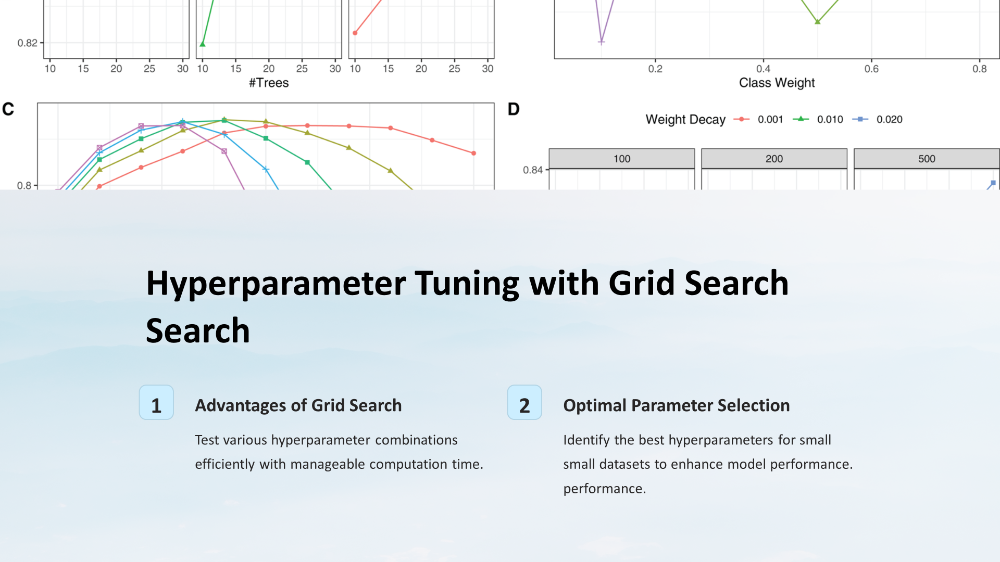 0.82
10 15 20 25 30 10 15 20 25 30 10 15 20 25 30
#Trees
0.2 0.4 0.6 0.8
Class Weight
C
0.8
D
Weight Decay 0.001 0.010 0.020
100 200 500
0.84
Hyperparameter Tuning with Grid Search
Search
1
Advantages of Grid Search
Test various hyperparameter combinations
efficiently with manageable computation time.
2
Optimal Parameter Selection
Identify the best hyperparameters for small
small datasets to enhance model performance.
performance.